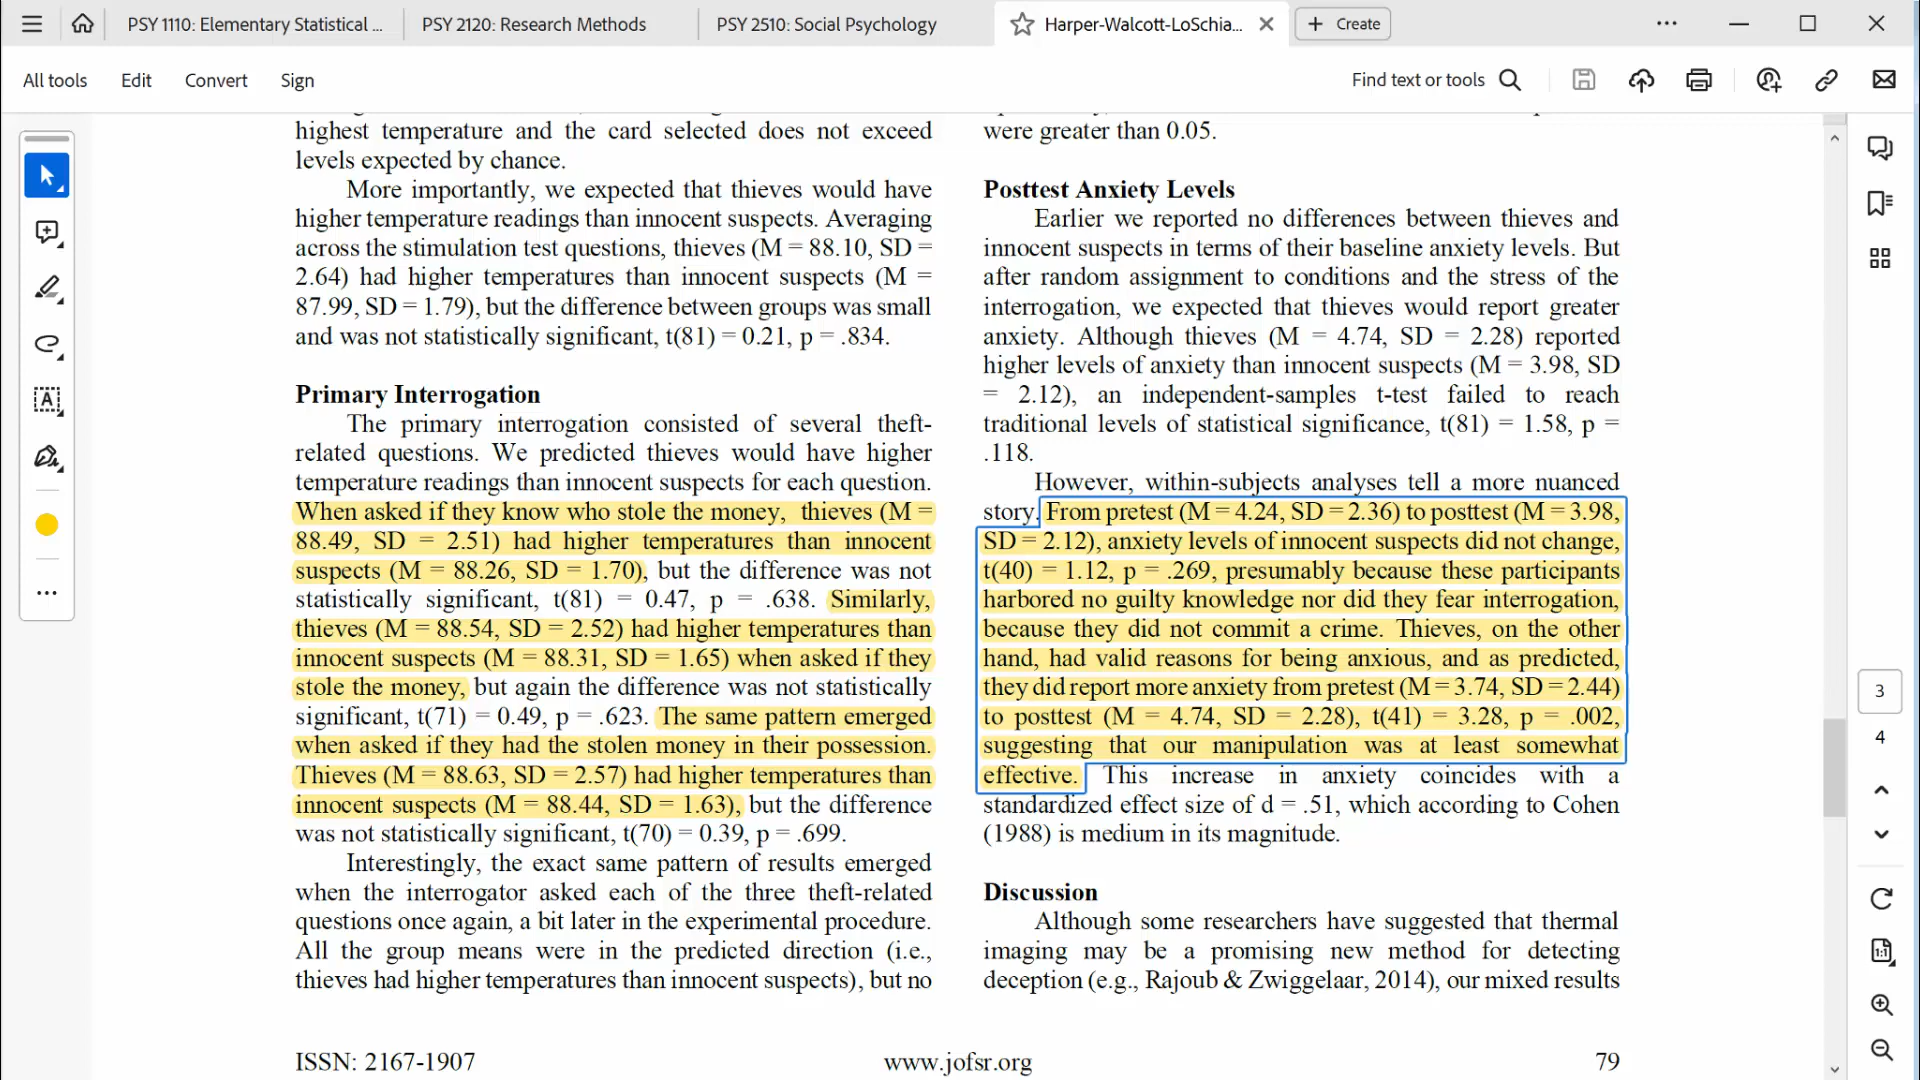 PSY 1110: Elementary Statistical ...
PSY 2120: Research Methods
PSY 2510: Social Psychology
Harper-Walcott-LoSchia...
Create
All tools
Edit
Convert
Sign
Find text or tools
highest temperature and the card selected does not exceed
levels expected by chance.
More importantly, we expected that thieves would have
higher temperature readings than innocent suspects. Averaging
across the stimulation test questions, thieves (M = 88.10, SD =
2.64) had higher temperatures than innocent suspects (M =
87.99, SD = 1.79), but the difference between groups was small
and was not statistically significant, t(81) = 0.21, p = .834.
Primary Interrogation
The primary interrogation consisted of several theft-
related questions. We predicted thieves would have higher
temperature readings than innocent suspects for each question.
When asked if they know who stole the money, thieves (M =
88.49, SD = 2.51) had higher temperatures than innocent
suspects (M = 88.26, SD = 1.70), but the difference was not
statistically significant, t(81) = 0.47, p = .638. Similarly,
thieves (M = 88.54, SD = 2.52) had higher temperatures than
innocent suspects (M = 88.31, SD = 1.65) when asked if they
stole the money, but again the difference was not statistically
significant, t(71) = 0.49, p = .623. The same pattern emerged
when asked if they had the stolen money in their possession.
Thieves (M = 88.63, SD = 2.57) had higher temperatures than
innocent suspects (M = 88.44, SD = 1.63), but the difference
was not statistically significant, t(70) = 0.39, p = .699.
Interestingly, the exact same pattern of results emerged
when the interrogator asked each of the three theft-related
questions once again, a bit later in the experimental procedure.
All the group means were in the predicted direction (i.e.,
thieves had higher temperatures than innocent suspects), but no
were greater than 0.05.
Posttest Anxiety Levels
Earlier we reported no differences between thieves and
innocent suspects in terms of their baseline anxiety levels. But
after random assignment to conditions and the stress of the
interrogation, we expected that thieves would report greater
anxiety. Although thieves (M = 4.74, SD = 2.28) reported
higher levels of anxiety than innocent suspects (M = 3.98, SD
= 2.12), an independent-samples t-test failed to reach
traditional levels of statistical significance, t(81) = 1.58, p =
.118.
However, within-subjects analyses tell a more nuanced
story. From pretest (M = 4.24, SD = 2.36) to posttest (M = 3.98,
SD = 2.12), anxiety levels of innocent suspects did not change,
t(40) = 1.12, p = .269, presumably because these participants
harbored no guilty knowledge nor did they fear interrogation,
because they did not commit a crime. Thieves, on the other
hand, had valid reasons for being anxious, and as predicted,
they did report more anxiety from pretest (M = 3.74, SD = 2.44)
to posttest (M = 4.74, SD = 2.28), t(41) = 3.28, p = .002,
suggesting that our manipulation was at least somewhat
effective. This increase in anxiety coincides with a
standardized effect size of d = .51, which according to Cohen
(1988) is medium in its magnitude.
Discussion
Although some researchers have suggested that thermal
imaging may be a promising new method for detecting
deception (e.g., Rajoub & Zwiggelaar, 2014), our mixed results
ISSN: 2167-1907
www.jofsr.org
79
3
4